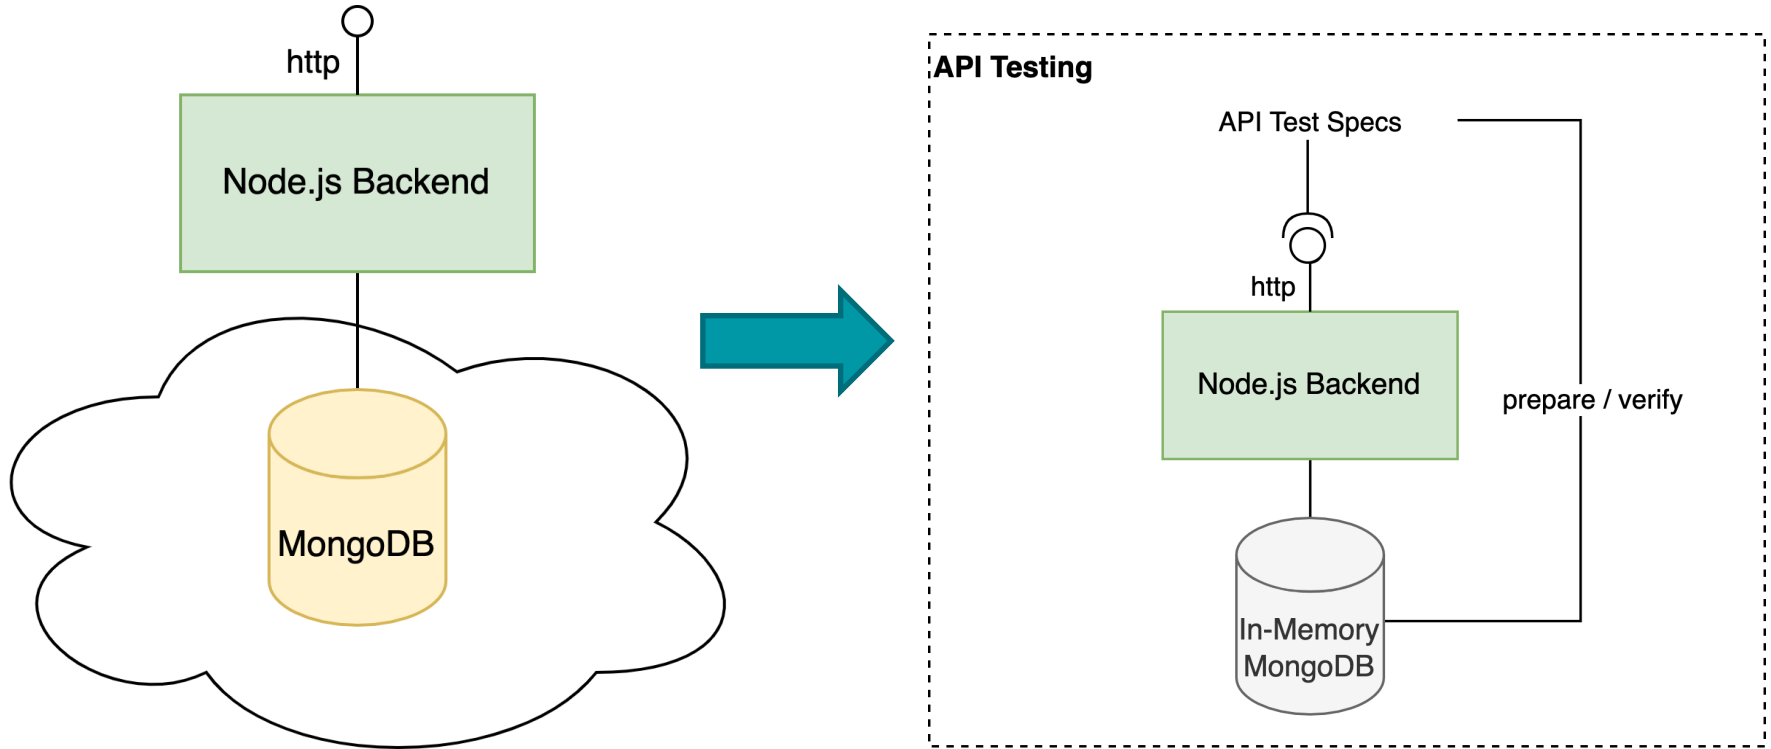 http
Node.js Backend
MongoDB
API Testing
API Test Specs
http
Node.js Backend
prepare / verify
In-Memory
MongoDB